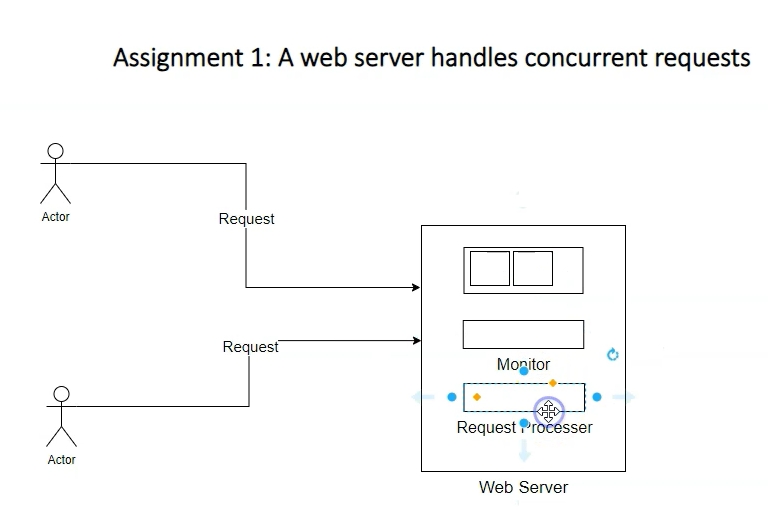 Assignment 1: A web server handles concurrent requests
Actor
Request
Request
Monitor
Request Processer
Actor
Web Server